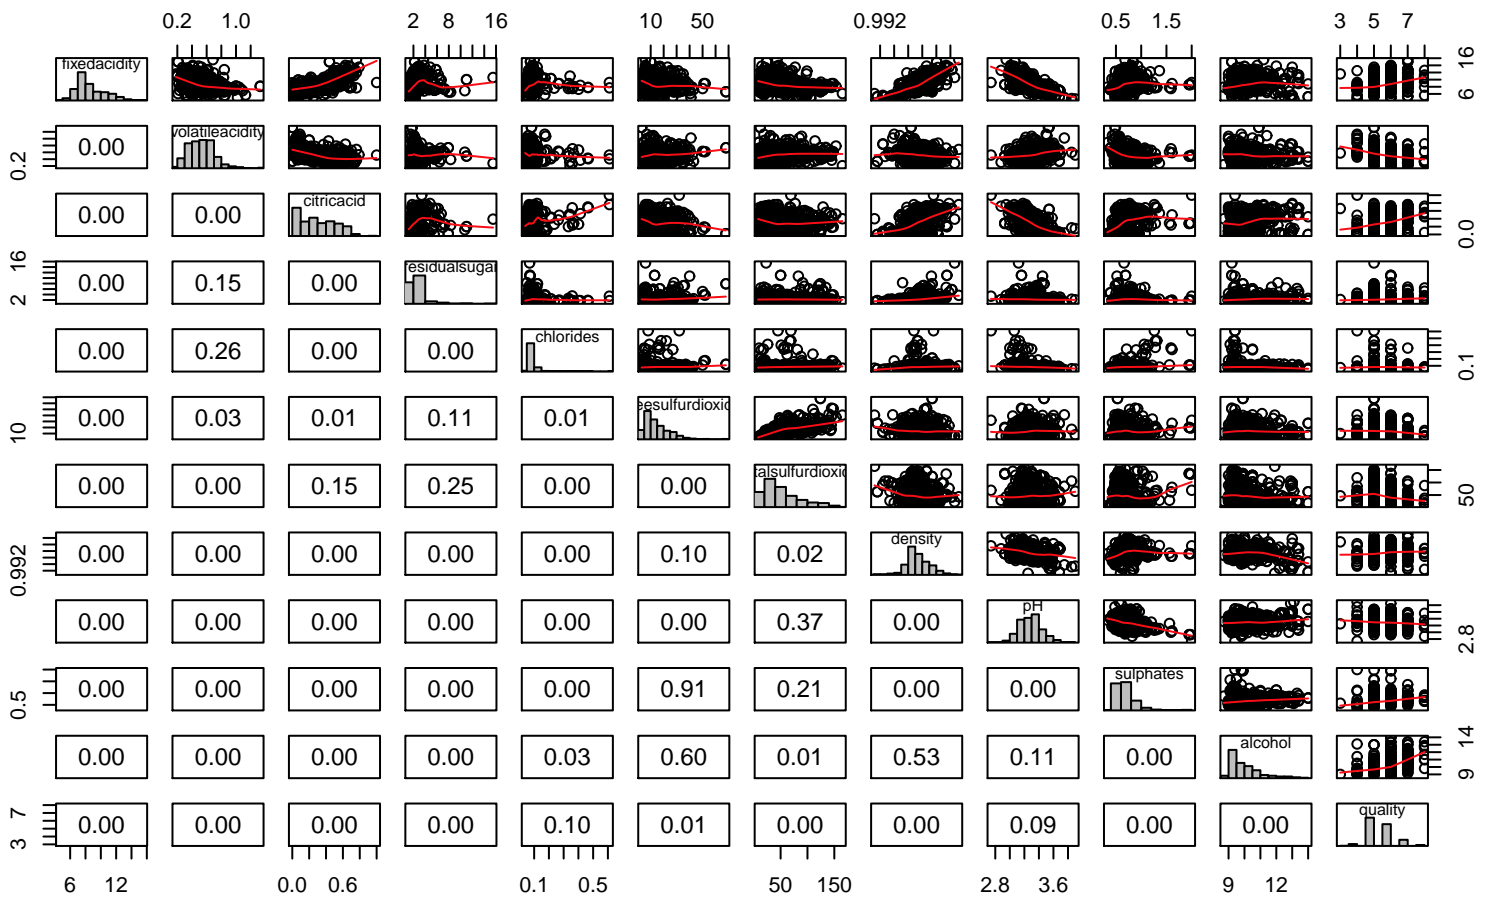 0.2 1.0 2 8 16 10 50 0.992 0.5 1.5 3 5 7
fixedacidity 6 16
0.2 0.00 volatileacidity
0.00 0.00 citricacid 0.0
2 16 0.00 0.15 0.00 residualsugar
0.00 0.26 0.00 0.00 chlorides 0.1
10 0.00 0.03 0.01 0.11 0.01 eesulfurdioxid
0.00 0.00 0.15 0.25 0.00 0.00 talsulfurdioxid 50
0.992 0.00 0.00 0.00 0.00 0.00 0.10 0.02 density
0.00 0.00 0.00 0.00 0.00 0.00 0.37 0.00 pH 2.8
0.5 0.00 0.00 0.00 0.00 0.00 0.91 0.21 0.00 0.00 sulphates
0.00 0.00 0.00 0.00 0.03 0.60 0.01 0.53 0.11 0.00 alcohol 9 14
3 7 0.00 0.00 0.00 0.00 0.10 0.01 0.00 0.00 0.09 0.00 0.00 quality
6 12 0.0 0.6 0.1 0.5 50 150 2.8 3.6 9 12